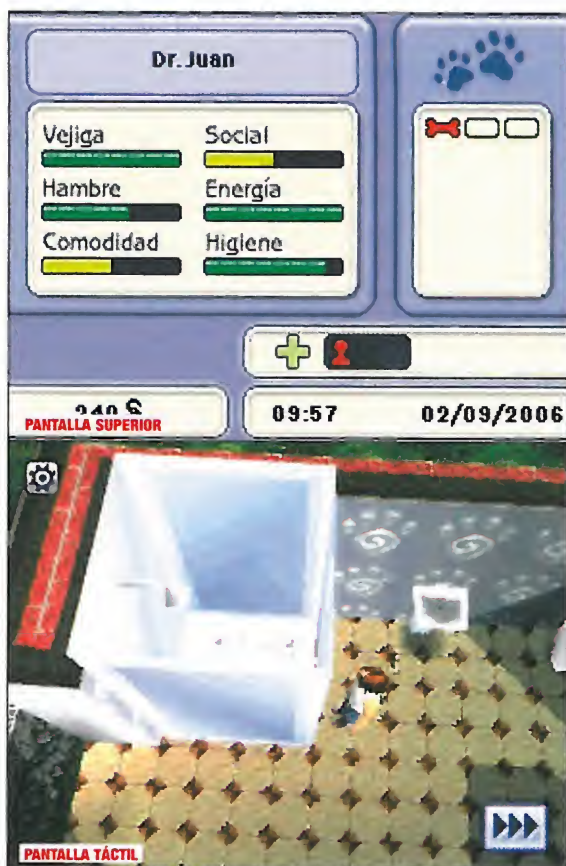 Dr. Juan
Vejiga Social
Hambre Energía
Comodidad Higiene
PANTALLA SUPERIOR
09:57 02/09/2006
PANTALLA TÁCTIL